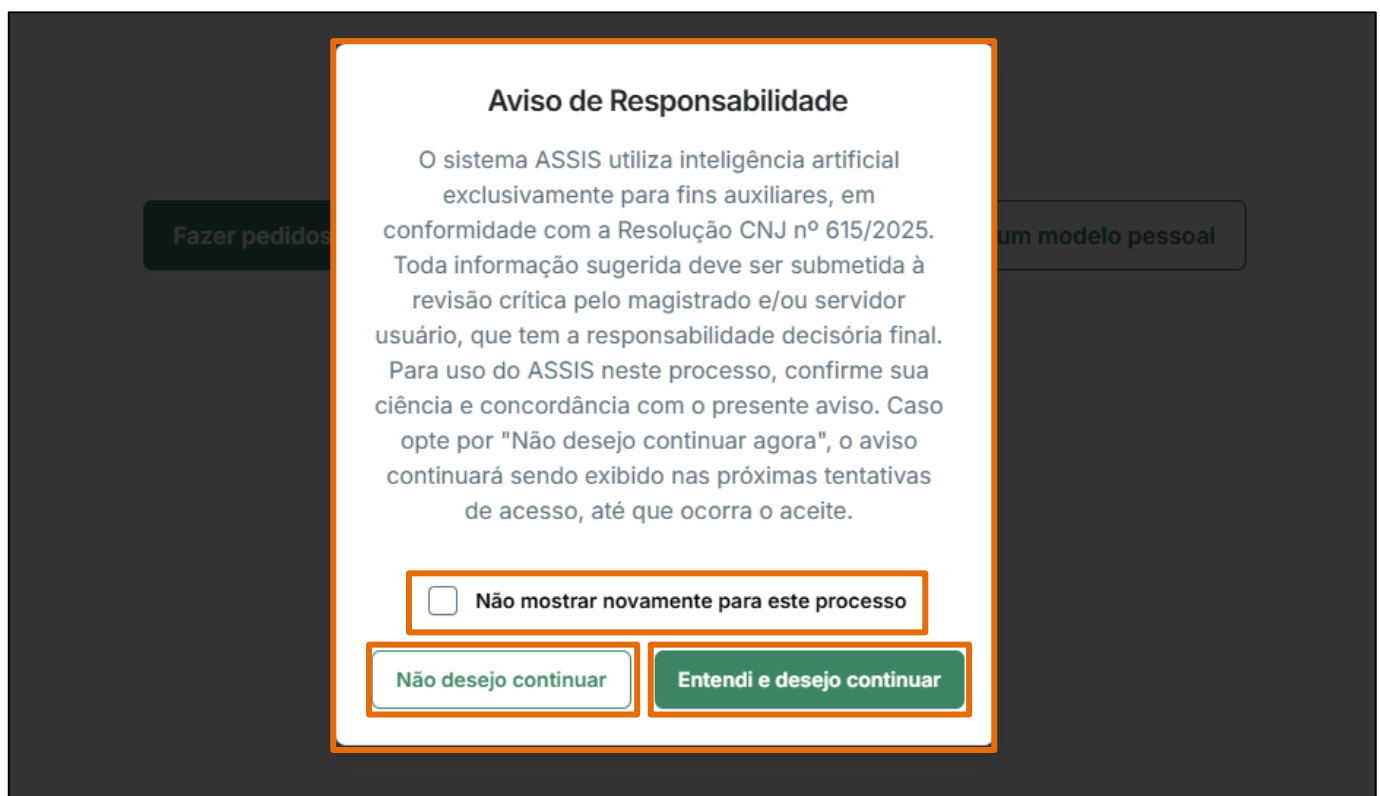 Aviso de Responsabilidade
O sistema ASSIS utiliza inteligência artificial
exclusivamente para fins auxiliares, em
conformidade com a Resolução CNJ nº 615/2025.
Toda informação sugerida deve ser submetida à
revisão crítica pelo magistrado e/ou servidor
usuário, que tem a responsabilidade decisória final.
Para uso do ASSIS neste processo, confirme sua
ciência e concordância com o presente aviso. Caso
opte por "Não desejo continuar agora", o aviso
continuará sendo exibido nas próximas tentativas
de acesso, até que ocorra o aceite.
Fazer pedidos
um modelo pessoal
Não mostrar novamente para este processo
Não desejo continuar
Entendi e desejo continuar